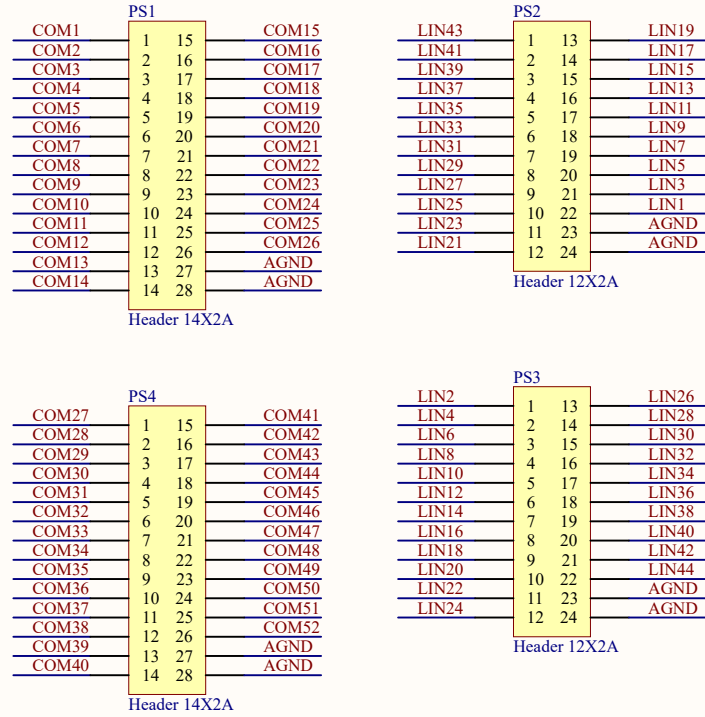 PS1
COM1 1 15 COM15
COM2 2 16 COM16
COM3 3 17 COM17
COM4 4 18 COM18
COM5 5 19 COM19
COM6 6 20 COM20
COM7 7 21 COM21
COM8 8 22 COM22
COM9 9 23 COM23
COM10 10 24 COM24
COM11 11 25 COM25
COM12 12 26 COM26
COM13 13 27 AGND
COM14 14 28 AGND
Header 14X2A
PS2
LIN43 1 13 LIN19
LIN41 2 14 LIN17
LIN39 3 15 LIN15
LIN37 4 16 LIN13
LIN35 5 17 LIN11
LIN33 6 18 LIN9
LIN31 7 19 LIN7
LIN29 8 20 LIN5
LIN27 9 21 LIN3
LIN25 10 22 LIN1
LIN23 11 23 AGND
LIN21 12 24 AGND
Header 12X2A
PS4
COM27 1 15 COM41
COM28 2 16 COM42
COM29 3 17 COM43
COM30 4 18 COM44
COM31 5 19 COM45
COM32 6 20 COM46
COM33 7 21 COM47
COM34 8 22 COM48
COM35 9 23 COM49
COM36 10 24 COM50
COM37 11 25 COM51
COM38 12 26 COM52
COM39 13 27 AGND
COM40 14 28 AGND
Header 14X2A
PS3
LIN2 1 13 LIN26
LIN4 2 14 LIN28
LIN6 3 15 LIN30
LIN8 4 16 LIN32
LIN10 5 17 LIN34
LIN12 6 18 LIN36
LIN14 7 19 LIN38
LIN16 8 20 LIN40
LIN18 9 21 LIN42
LIN20 10 22 LIN44
LIN22 11 23 AGND
LIN24 12 24 AGND
Header 12X2A